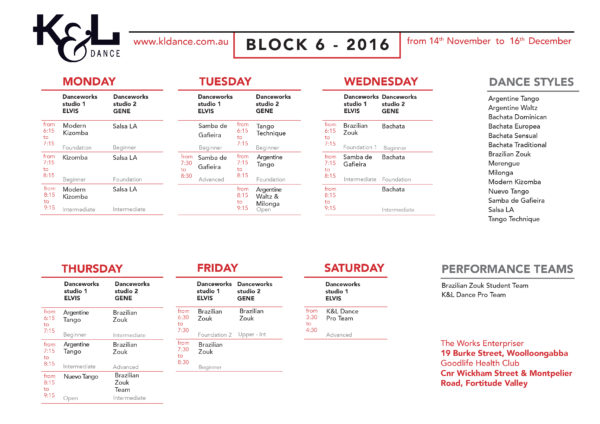 K&L
DANCE
www.kldance.com.au
BLOCK 6 - 2016
from 14th November to 16th December
MONDAY
Danceworks studio 1 ELVIS
Danceworks studio 2 GENE
from 6:15 to 7:15
Modern Kizomba
Foundation
Salsa LA
Beginner
from 7:15 to 8:15
Kizomba
Beginner
Salsa LA
Foundation
from 8:15 to 9:15
Modern Kizomba
Intermediate
Salsa LA
Intermediate
TUESDAY
Danceworks studio 1 ELVIS
Danceworks studio 2 GENE
Samba de Gafieira
Beginner
from 6:15 to 7:15
Tango Technique
Beginner
from 7:30 to 8:30
Samba de Gafieira
Advanced
from 7:15 to 8:15
Argentine Tango
Foundation
from 8:15 to 9:15
Argentine Waltz & Milonga
Open
WEDNESDAY
Danceworks studio 1 ELVIS
Danceworks studio 2 GENE
from 6:15 to 7:15
Brazilian Zouk
Foundation 1
Bachata
Beginner
from 7:15 to 8:15
Samba de Gafieira
Intermediate
Bachata
Foundation
from 8:15 to 9:15
Bachata
Intermediate
DANCE STYLES
Argentine Tango
Argentine Waltz
Bachata Dominican
Bachata Europea
Bachata Sensual
Bachata Traditional
Brazilian Zouk
Merengue
Milonga
Modern Kizomba
Nuevo Tango
Samba de Gafieira
Salsa LA
Tango Technique
THURSDAY
Danceworks studio 1 ELVIS
Danceworks studio 2 GENE
from 6:15 to 7:15
Argentine Tango
Beginner
Brazilian Zouk
Intermediate
from 7:15 to 8:15
Argentine Tango
Intermediate
Brazilian Zouk
Advanced
from 8:15 to 9:15
Nuevo Tango
Open
Brazilian Zouk Team
Intermediate
FRIDAY
Danceworks studio 1 ELVIS
Danceworks studio 2 GENE
from 6:30 to 7:30
Brazilian Zouk
Foundation 2
Brazilian Zouk
Upper - Int
from 7:30 to 8:30
Brazilian Zouk
Beginner
SATURDAY
Danceworks studio 1 ELVIS
from 3:30 to 4:30
K&L Dance Pro Team
Advanced
PERFORMANCE TEAMS
Brazilian Zouk Student Team
K&L Dance Pro Team
The Works Enterpriser
19 Burke Street, Woolloongabba
Goodlife Health Club
Cnr Wickham Street & Montpelier
Road, Fortitude Valley